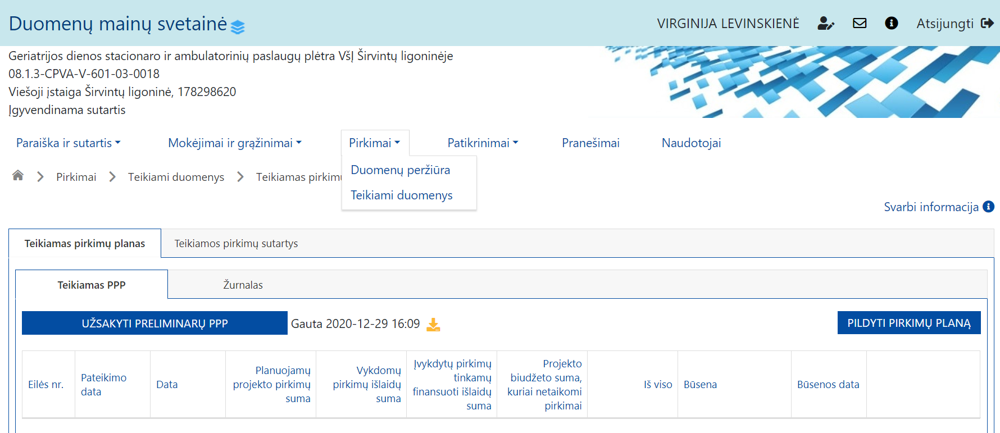 Duomenų mainų svetainė
VIRGINIJA LEVINSKIENĖ
Atsijungti
Geriatrijos dienos stacionaro ir ambulatorinių paslaugų plėtra VšĮ Širvintų ligoninėje
08.1.3-CPVA-V-601-03-0018
Viešoji įstaiga Širvintų ligoninė, 178298620
Įgyvendinama sutartis
Paraiška ir sutartis
Mokėjimai ir grąžinimai
Pirkimai
Patikrinimai
Pranešimai
Naudotojai
Duomenų peržiūra
Teikiami duomenys
Pirkimai
Teikiami duomenys
Teikiamas
Svarbi informacija
Teikiamas pirkimų planas
Teikiamos pirkimų sutartys
Teikiamas PPP
Žurnalas
UŽSAKYTI PRELIMINARŲ PPP
Gauta 2020-12-29 16:09
PILDYTI PIRKIMŲ PLANĄ
Eilės nr.
Pateikimo
data
Data
Planuojamų
projekto pirkimų
suma
Vykdomų
pirkimų išlaidų
suma
Įvykdytų pirkimų
tinkamų
finansuoti išlaidų
suma
Projekto
biudžeto suma,
kuriai netaikomi
pirkimai
Iš viso
Būsena
Būsenos data